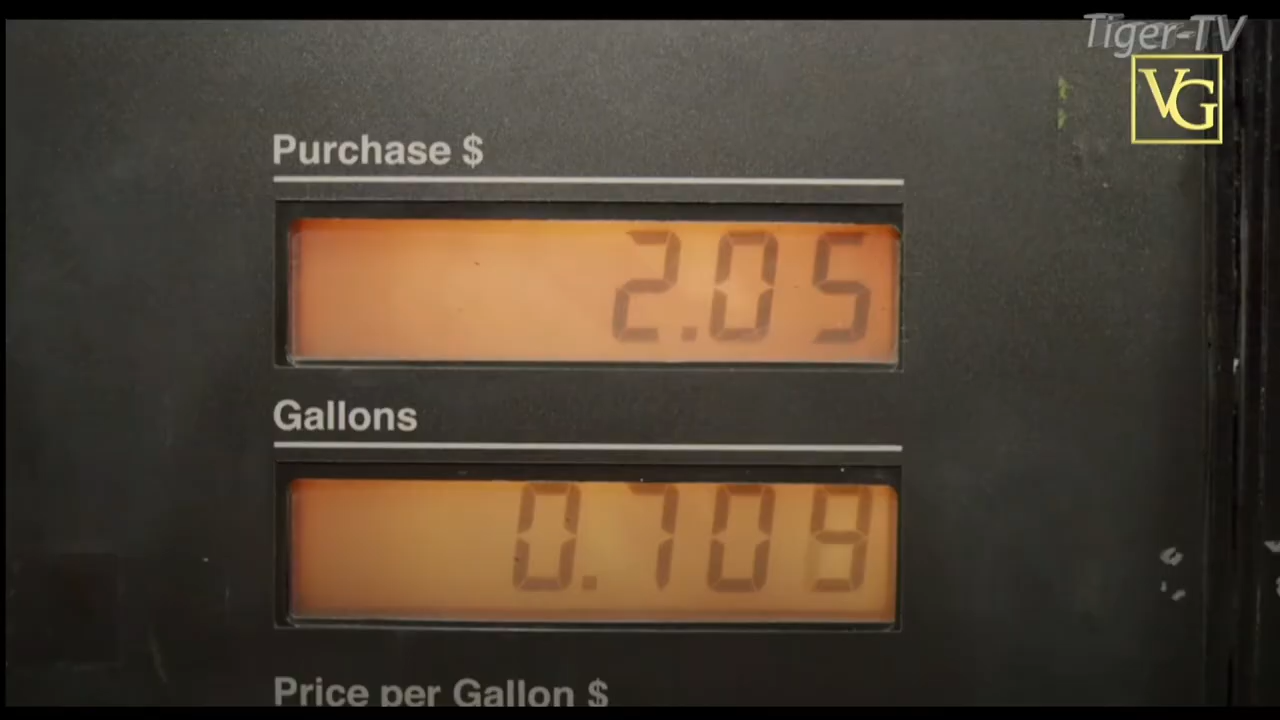 Tiger-TV
VG
Purchase $
2.05
Gallons
0.709
Price per Gallon $